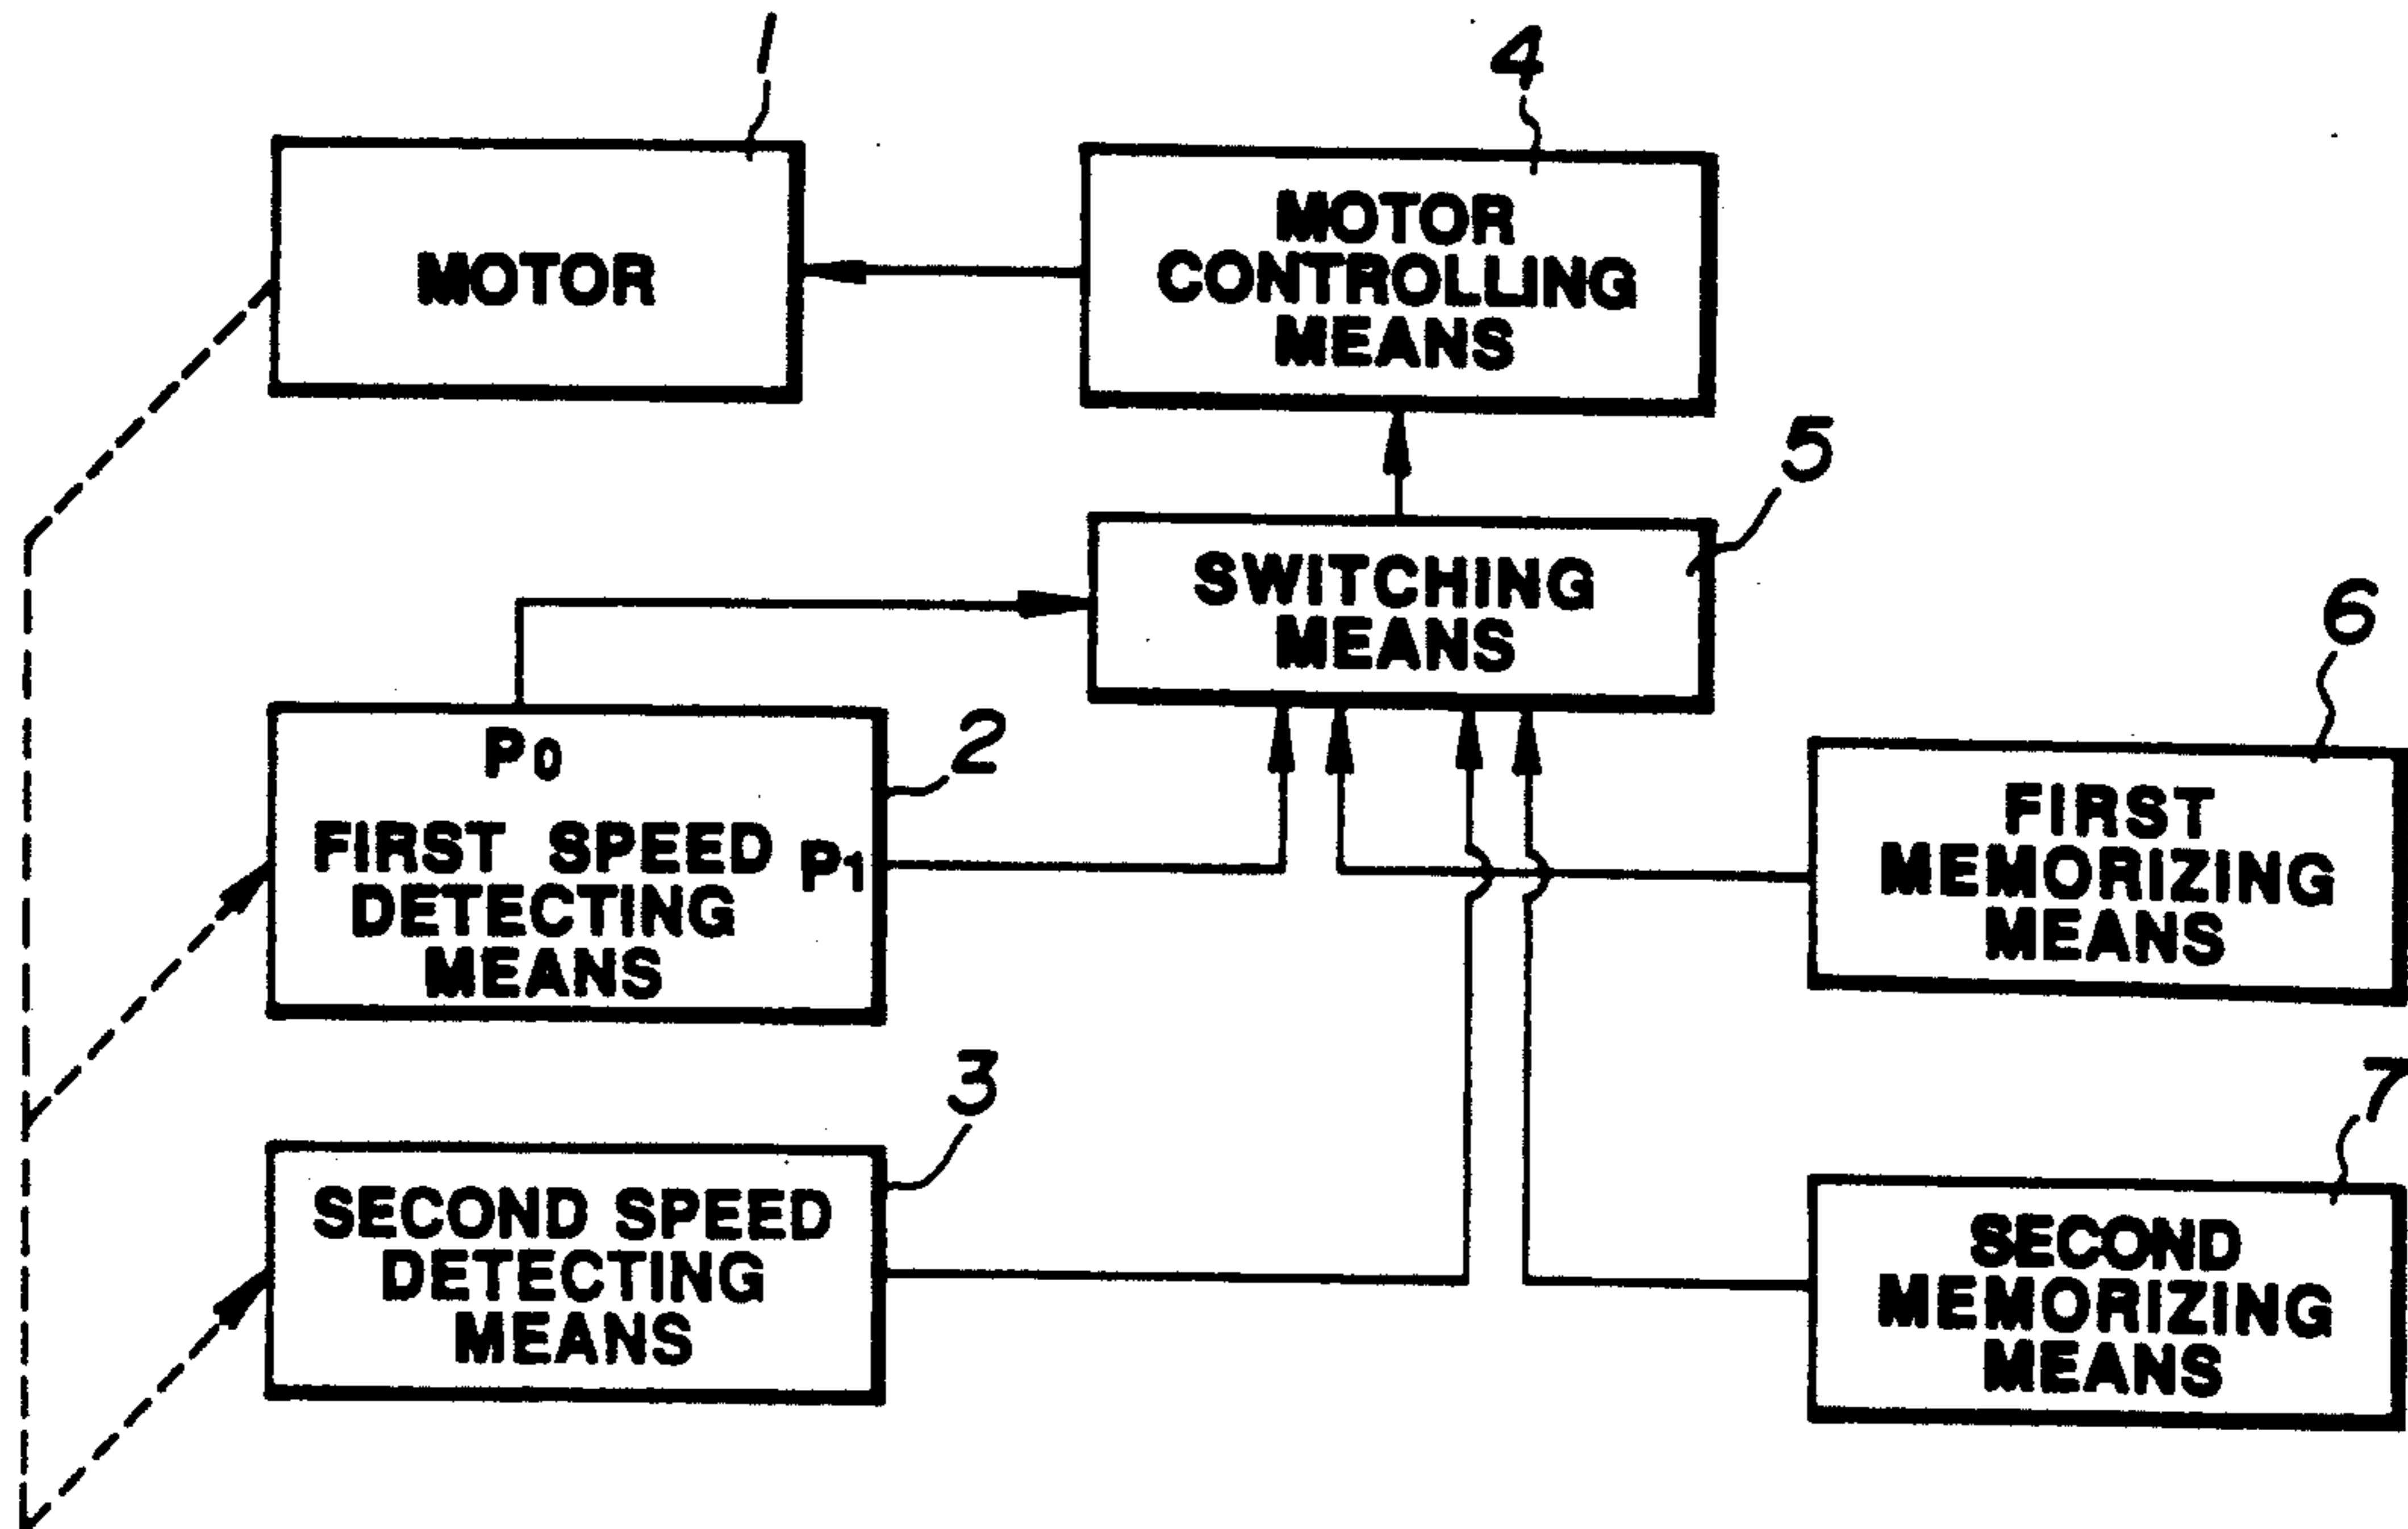 1
4
MOTOR
MOTOR
CONTROLLING
MEANS
5
SWITCHING
MEANS
6
P0
2
FIRST SPEED
DETECTING
MEANS
P1
FIRST
MEMORIZING
MEANS
3
7
SECOND SPEED
DETECTING
MEANS
SECOND
MEMORIZING
MEANS